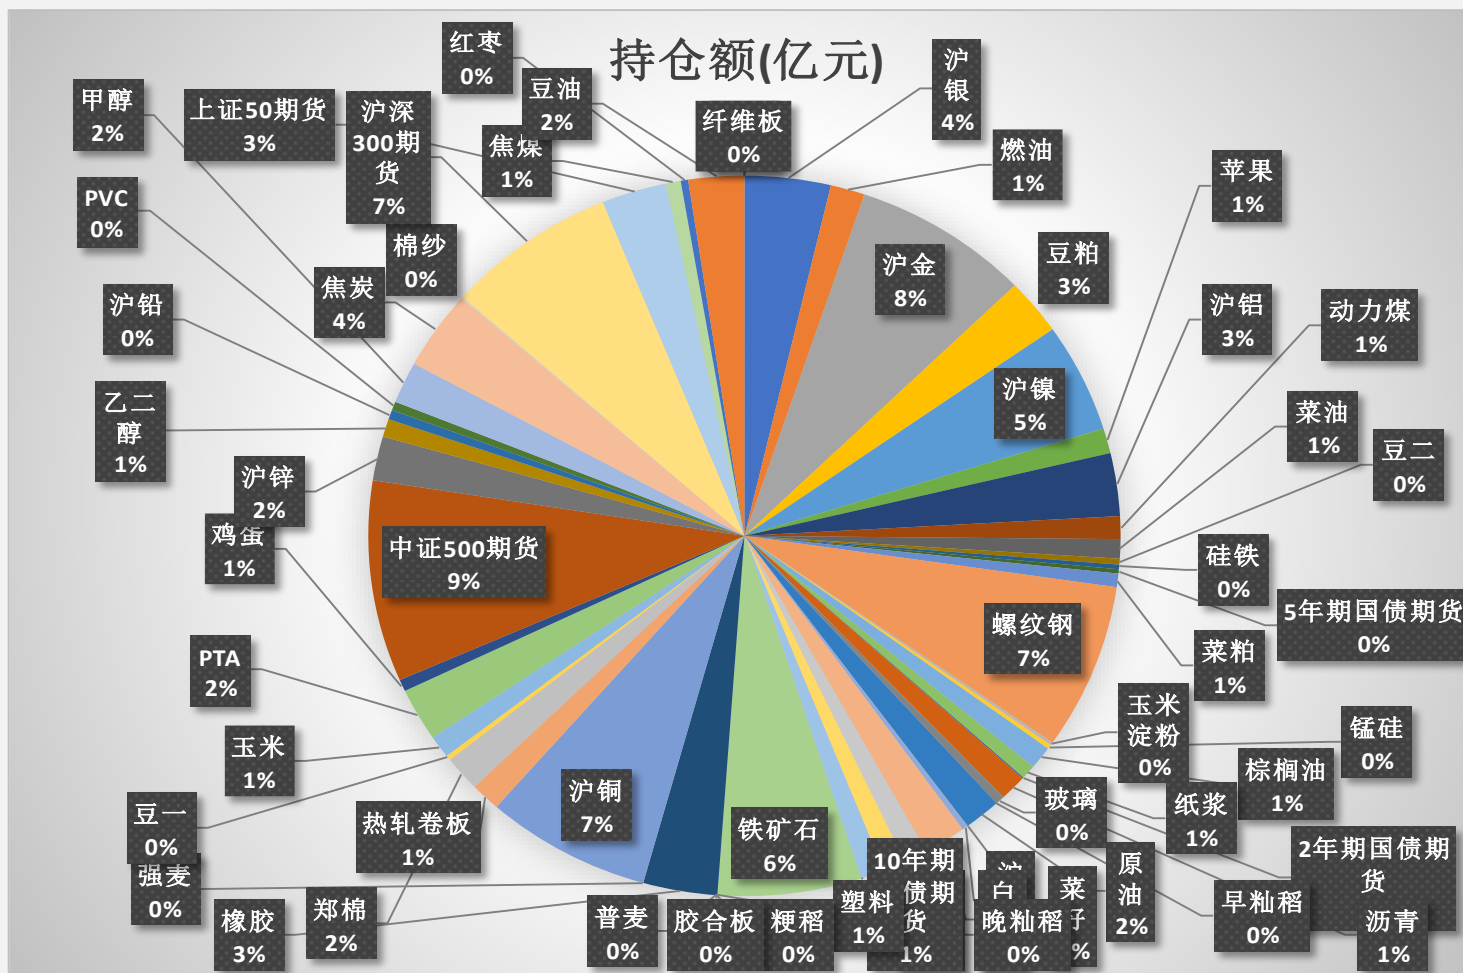 持仓额(亿元)
红枣
0%
豆油
2%
纤维板
0%
沪
银
4%
燃油
1%
苹果
1%
甲醇
2%
上证50期货
3%
沪深
300期
货
7%
焦煤
1%
PVC
0%
棉纱
0%
沪金
8%
豆粕
3%
沪铝
3%
动力煤
1%
沪铅
0%
焦炭
4%
沪镍
5%
菜油
1%
豆二
0%
乙二
醇
1%
沪锌
2%
鸡蛋
1%
中证500期货
9%
硅铁
0%
5年期国债期货
0%
螺纹钢
7%
菜粕
1%
PTA
2%
玉米
淀粉
0%
锰硅
0%
玉米
1%
棕榈油
1%
沪铜
7%
铁矿石
6%
玻璃
0%
纸浆
1%
豆一
0%
热轧卷板
1%
2年期国债期
货
强麦
0%
橡胶
3%
郑棉
2%
普麦
0%
胶合板
0%
粳稻
0%
塑料
1%
10年期
债期
货
1%
白
晚籼稻
0%
菜
%
原
油
2%
早籼稻
0%
沥青
1%